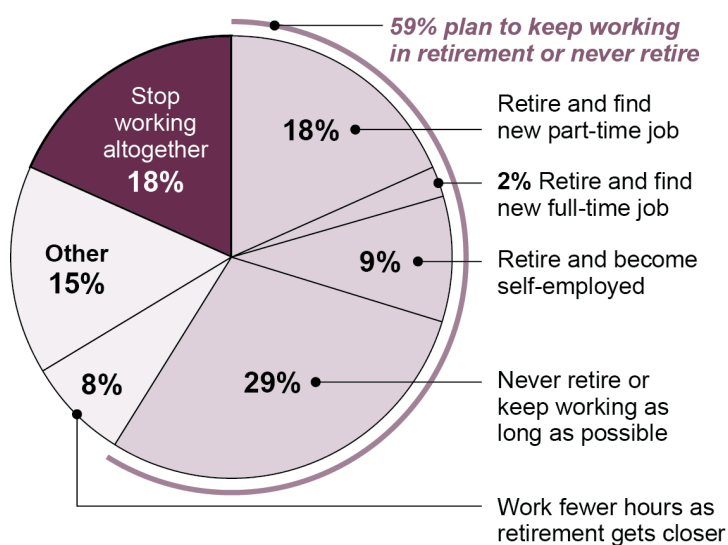 59% plan to keep working
in retirement or never retire
Stop
working
altogether
18%
18%
Retire and find
new part-time job
2% Retire and find
new full-time job
Other
15%
9%
Retire and become
self-employed
8%
29%
Never retire or
keep working as
long as possible
Work fewer hours as
retirement gets closer